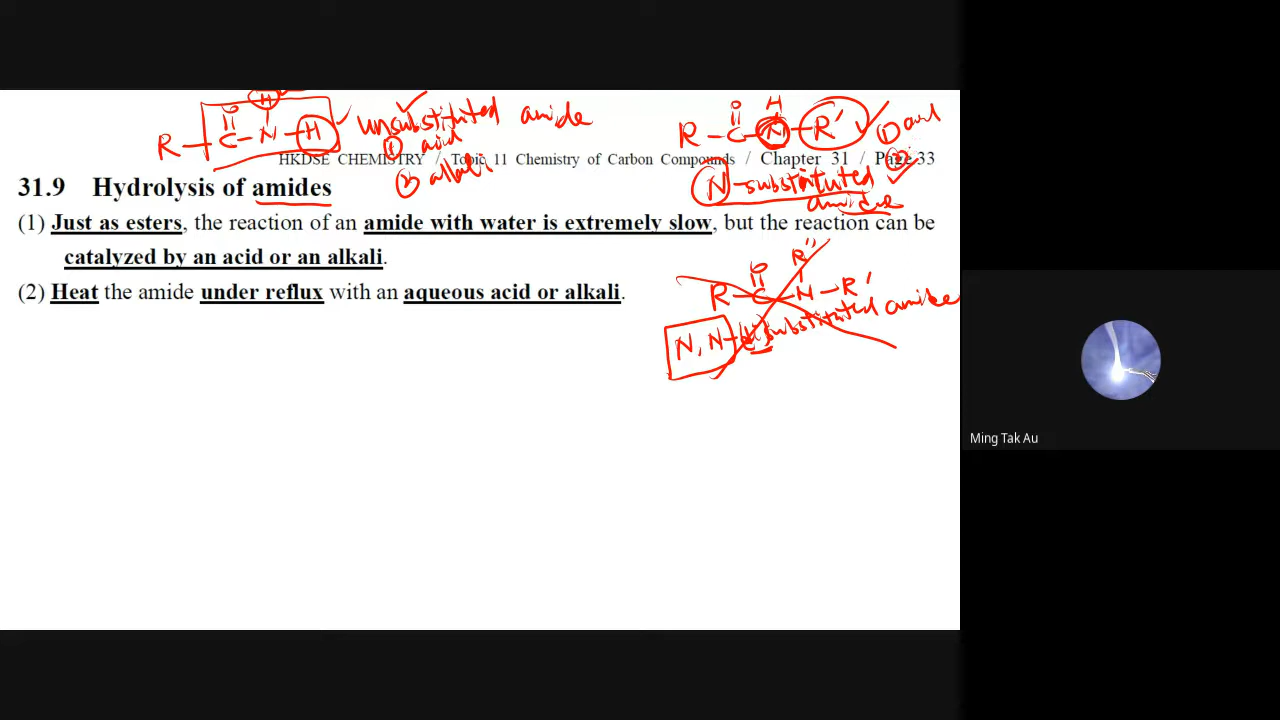 H
R-C-N-H unsubstituted amide
O
① acid
② alkali
O H
R-C-N-R' ① acid
②
N-substituted
amide
HKDSE CHEMISTRY / Topic 11 Chemistry of Carbon Compounds / Chapter 31 / Page 33
31.9 Hydrolysis of amides
(1) Just as esters, the reaction of an amide with water is extremely slow, but the reaction can be
catalyzed by an acid or an alkali.
(2) Heat the amide under reflux with an aqueous acid or alkali.
O R"
R-C-N-R'
N, N-disubstituted amide
Ming Tak Au